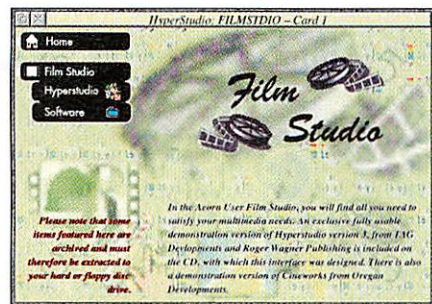 HyperStudio: FILMSTDIO – Card 1
Home
Film Studio
Hyperstudio
Software
Film
Studio
Please note that some
items featured here are
archived and must
therefore be extracted to
your hard or floppy disc
drive.
In the Acorn User Film Studio, you will find all you need to
satisfy your multimedia needs. An exclusive fully usable
demonstration version of Hyperstudio version 3, from TAG
Devlopments and Roger Wagner Publishing is included on
the CD, with which this interface was designed. There is also
a demonstration version of Cineworks from Oregan
Developments.